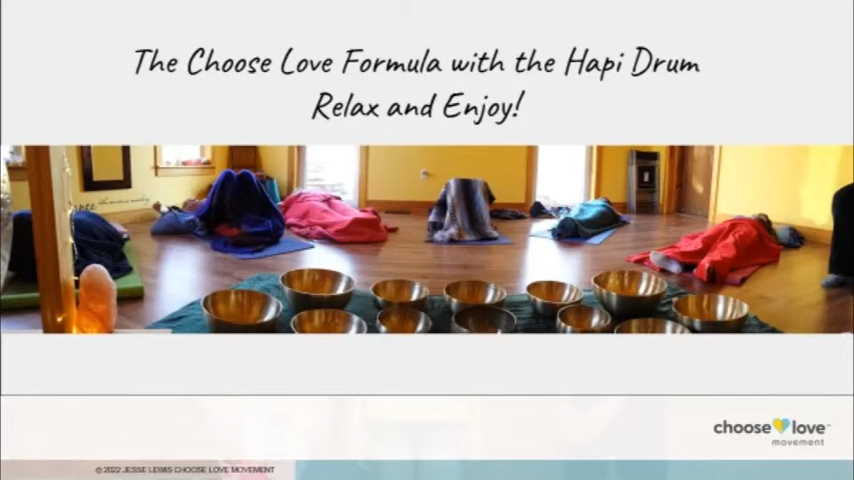 The Choose Love Formula with the Hapi Drum
Relax and Enjoy!
choose love
movement
© 2022 JESSE LEWIS CHOOSE LOVE MOVEMENT